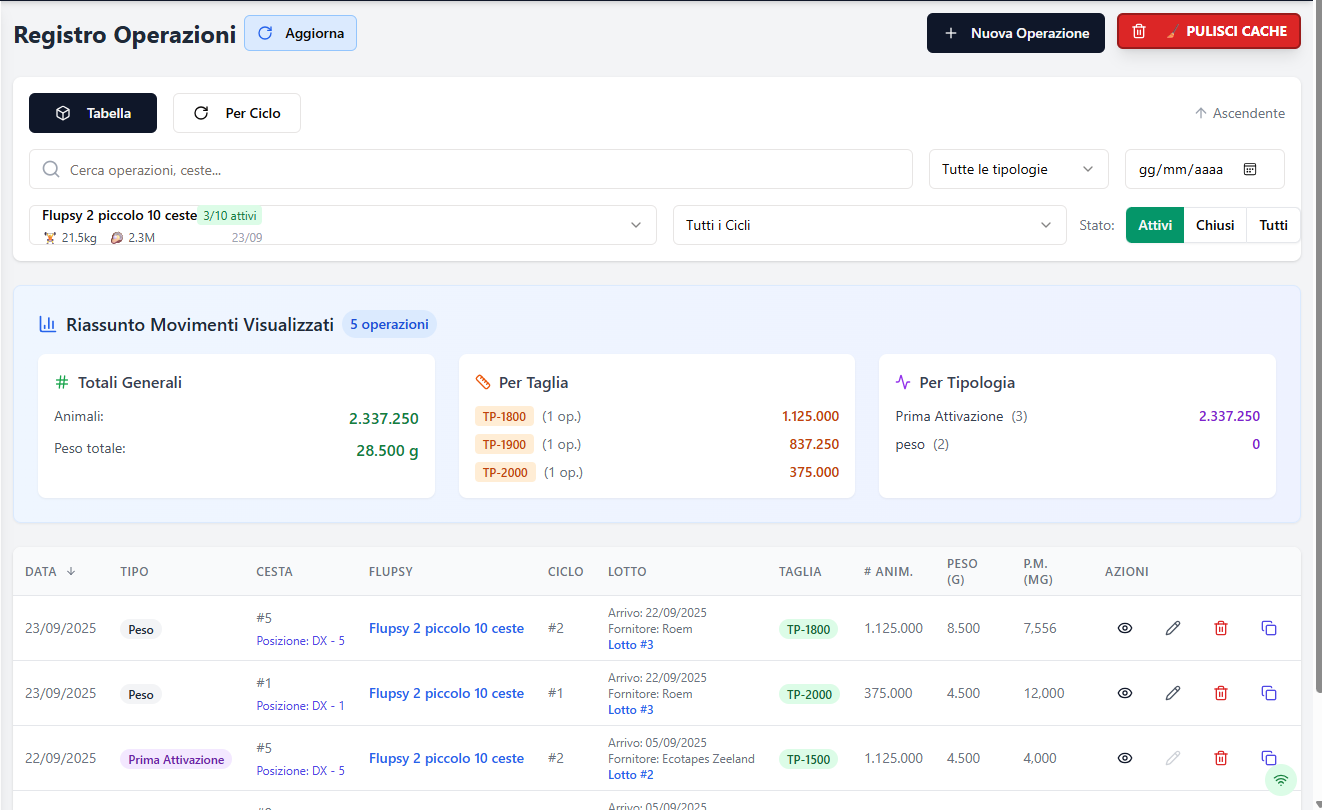 Registro Operazioni
Aggiorna
Nuova Operazione
PULISCI CACHE
Tabella
Per Ciclo
Ascendente
Cerca operazioni, ceste...
Tutte le tipologie
gg/mm/aaaa
Flupsy 2 piccolo 10 ceste 3/10 attivi
21.5kg 2.3M 23/09
Tutti i Cicli
Stato:
Attivi
Chiusi
Tutti
Riassunto Movimenti Visualizzati 5 operazioni
# Totali Generali
Animali: 2.337.250
Peso totale: 28.500 g
Per Taglia
TP-1800 (1 op.) 1.125.000
TP-1900 (1 op.) 837.250
TP-2000 (1 op.) 375.000
Per Tipologia
Prima Attivazione (3) 2.337.250
peso (2) 0
DATA ↓ TIPO CESTA FLUPSY CICLO LOTTO TAGLIA # ANIM. PESO (G) P.M. (MG) AZIONI
23/09/2025 Peso
#5
Posizione: DX - 5
Flupsy 2 piccolo 10 ceste #2
Arrivo: 22/09/2025
Fornitore: Roem
Lotto #3
TP-1800 1.125.000 8.500 7,556
23/09/2025 Peso
#1
Posizione: DX - 1
Flupsy 2 piccolo 10 ceste #1
Arrivo: 22/09/2025
Fornitore: Roem
Lotto #3
TP-2000 375.000 4.500 12,000
22/09/2025 Prima Attivazione
#5
Posizione: DX - 5
Flupsy 2 piccolo 10 ceste #2
Arrivo: 05/09/2025
Fornitore: Ecotapes Zeeland
Lotto #2
TP-1500 1.125.000 4.500 4,000
Arrivo: 05/09/2025